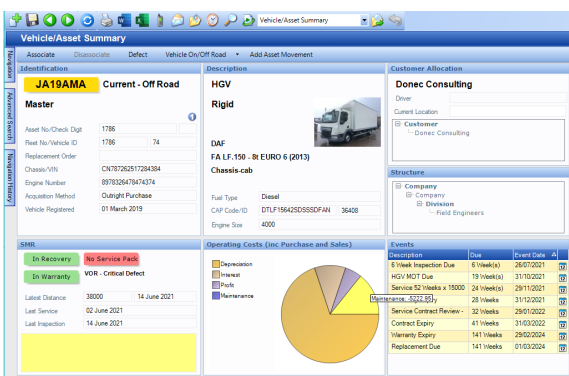 Vehicle/Asset Summary
Vehicle/Asset Summary
Associate Disassociate Defect Vehicle On/Off Road Add Asset Movement
Navigation
Advanced Search
Navigation History
Identification
JA19AMA Current - Off Road
Master
Asset No/Check Digit 1786
Fleet No/Vehicle ID 1786 74
Replacement Order
Chassis/VIN CN787262517284384
Engine Number 8978326478474374
Acquisition Method Outright Purchase
Vehicle Registered 01 March 2019
Description
HGV
Rigid
DAF
FA LF.150 - 8t EURO 6 (2013)
Chassis-cab
Fuel Type Diesel
CAP Code/ID DTLF15642SDSSSDFAN 36408
Engine Size 4000
Customer Allocation
Donec Consulting
Driver
Current Location
Customer
Donec Consulting
Structure
Company
Company
Division
Field Engineers
SMR
In Recovery No Service Pack
In Warranty VOR - Critical Defect
Latest Distance 38000 14 June 2021
Last Service 02 June 2021
Last Inspection 14 June 2021
Operating Costs (inc Purchase and Sales)
Depreciation
Interest
Profit
Maintenance
Maintenance: -5222.95
Events
Description Due Event Date
6 Week Inspection Due 6 Week(s) 26/07/2021
HGV MOT Due 19 Week(s) 31/10/2021
Service 52 Weeks x 15000 24 Week(s) 29/11/2021
28 Weeks 31/12/2021
Service Contract Review - 32 Weeks 29/01/2022
Contract Expiry 41 Weeks 31/03/2022
Warranty Expiry 141 Weeks 29/02/2024
Replacement Due 141 Weeks 01/03/2024